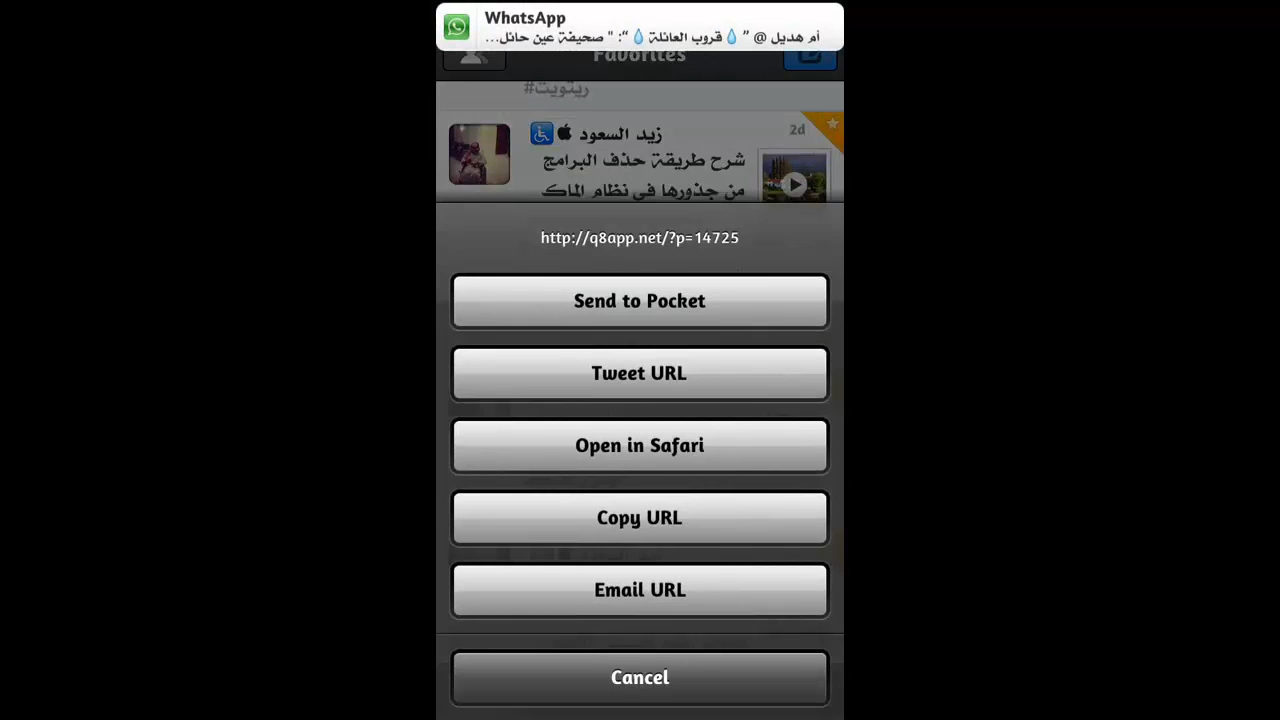 WhatsApp
أم هديل @ ” 💧 قروب العائلة 💧 “: " صحيفة عين حائل...
Favorites
#ريتويت
زيد السعود
2d
شرح طريقة حذف البرامج
من جذورها في نظام الماك
http://q8app.net/?p=14725
Send to Pocket
Tweet URL
Open in Safari
Copy URL
Email URL
Cancel